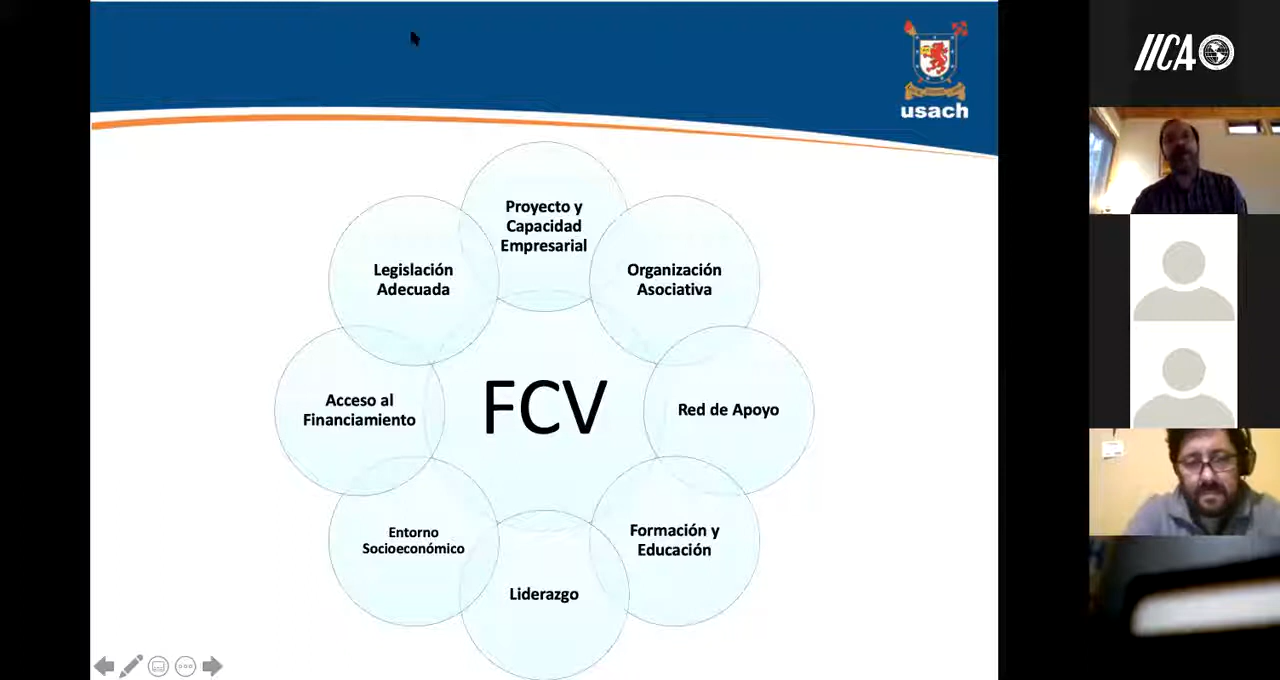 usach
IICA
Proyecto y
Capacidad
Empresarial
Legislación
Adecuada
Organización
Asociativa
Acceso al
Financiamiento
FCV
Red de Apoyo
Entorno
Socioeconómico
Formación y
Educación
Liderazgo